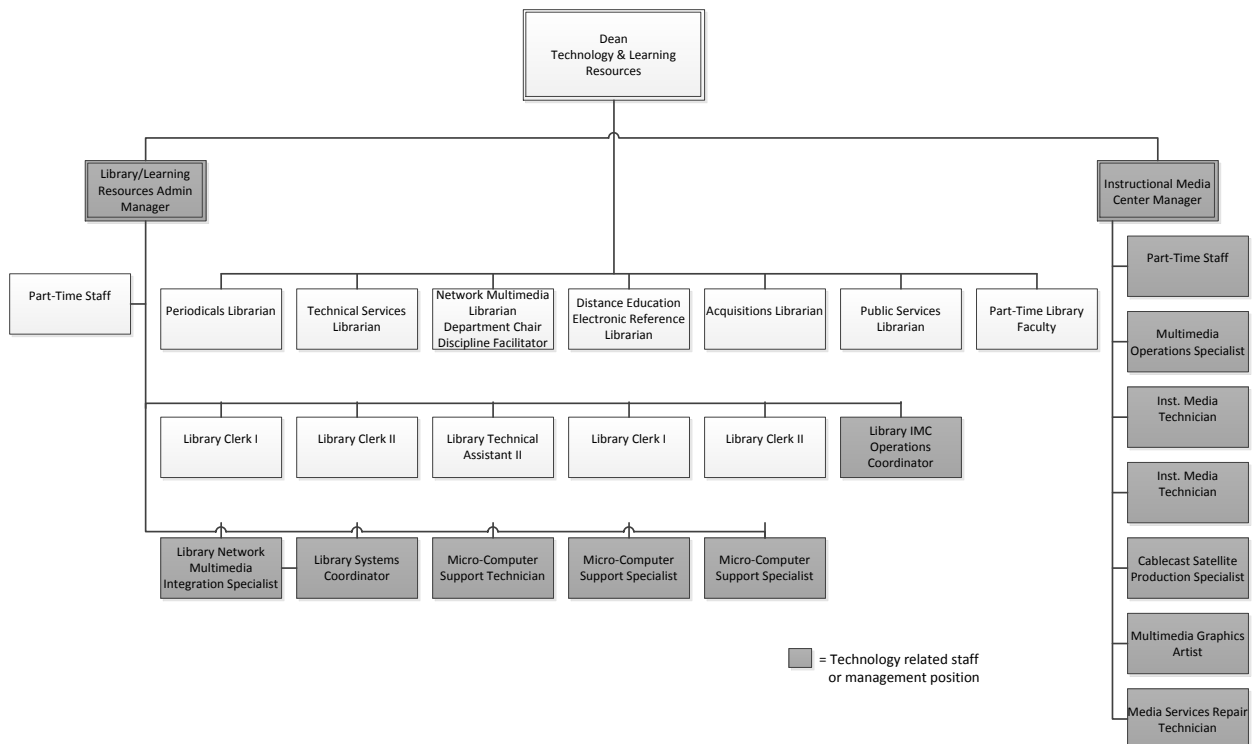 Dean
Technology & Learning
Resources
Library/Learning
Resources Admin
Manager
Instructional Media
Center Manager
Part-Time Staff
Periodicals Librarian
Technical Services
Librarian
Network Multimedia
Librarian
Department Chair
Discipline Facilitator
Distance Education
Electronic Reference
Librarian
Acquisitions Librarian
Public Services
Librarian
Part-Time Library
Faculty
Library Clerk I
Library Clerk II
Library Technical
Assistant II
Library Clerk I
Library Clerk II
Library IMC
Operations
Coordinator
Library Network
Multimedia
Integration Specialist
Library Systems
Coordinator
Micro-Computer
Support Technician
Micro-Computer
Support Specialist
Micro-Computer
Support Specialist
Part-Time Staff
Multimedia
Operations Specialist
Inst. Media
Technician
Inst. Media
Technician
Cablecast Satellite
Production Specialist
Multimedia Graphics
Artist
Media Services Repair
Technician
= Technology related staff
or management position